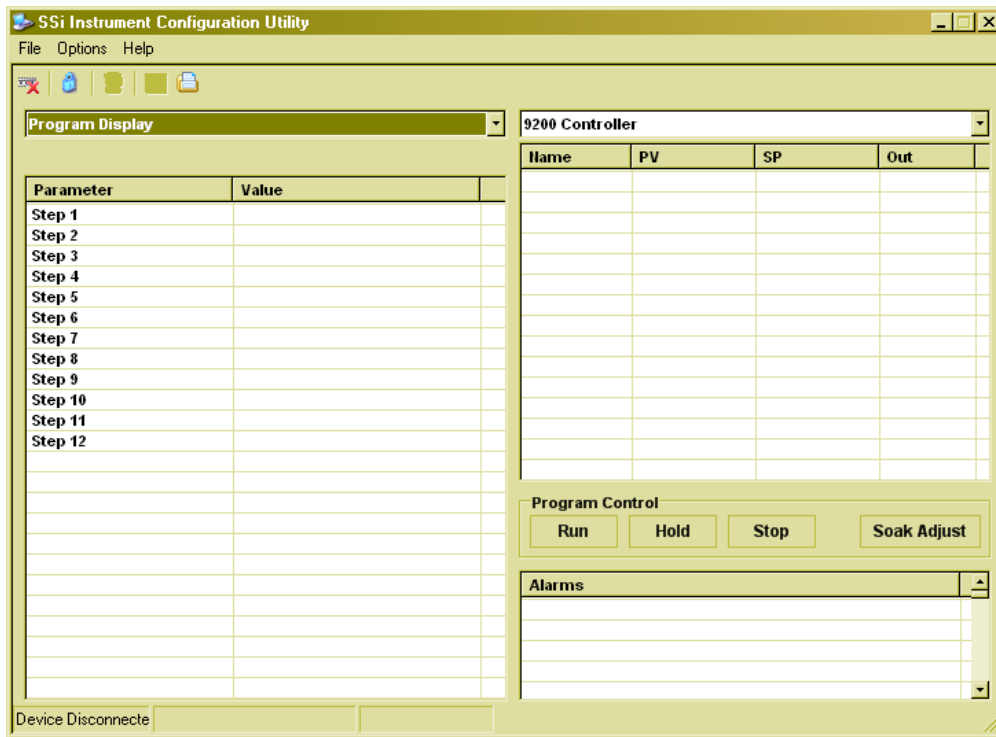 SSi Instrument Configuration Utility
File Options Help
Program Display
9200 Controller
Name PV SP Out
Parameter Value
Step 1
Step 2
Step 3
Step 4
Step 5
Step 6
Step 7
Step 8
Step 9
Step 10
Step 11
Step 12
Program Control
Run Hold Stop Soak Adjust
Alarms
Device Disconnecte